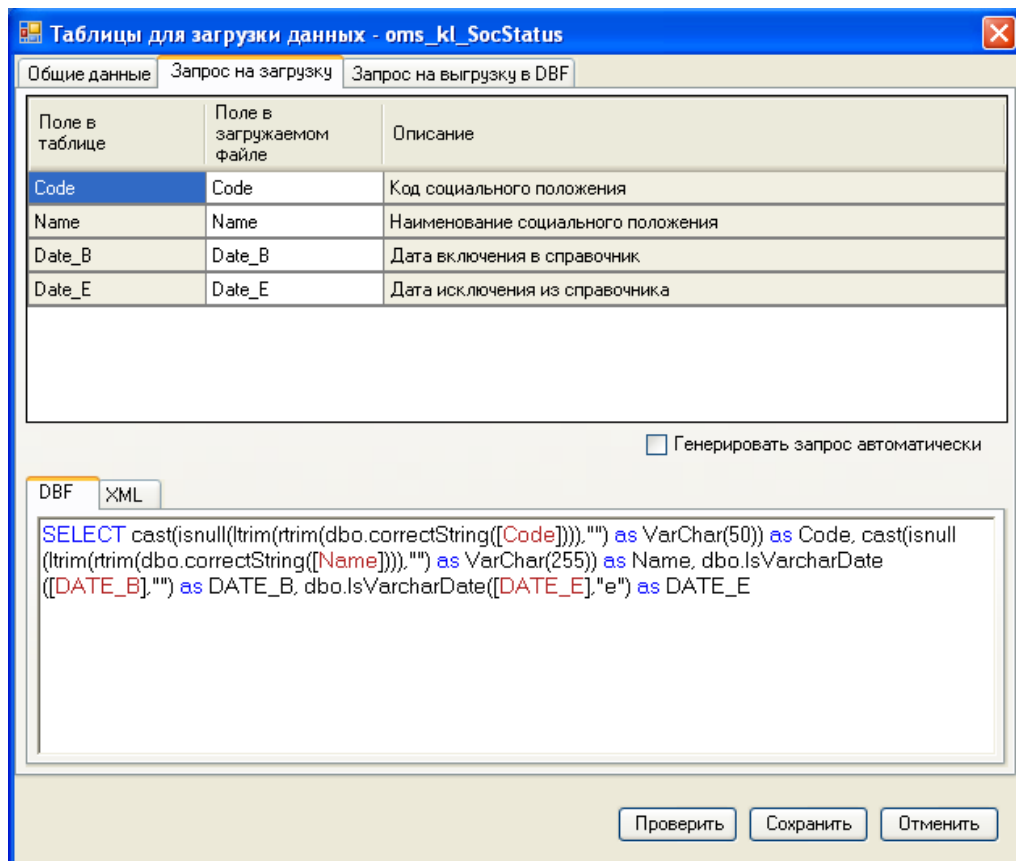 Таблицы для загрузки данных - oms_kl_SocStatus
Общие данные
Запрос на загрузку
Запрос на выгрузку в DBF
Поле в
таблице
Поле в
загружаемом
файле
Описание
Code
Code
Код социального положения
Name
Name
Наименование социального положения
Date_B
Date_B
Дата включения в справочник
Date_E
Date_E
Дата исключения из справочника
Генерировать запрос автоматически
DBF
XML
SELECT cast(isnull(ltrim(rtrim(dbo.correctString([Code]))),"") as VarChar(50)) as Code, cast(isnull
(ltrim(rtrim(dbo.correctString([Name]))),"") as VarChar(255)) as Name, dbo.IsVarcharDate
([DATE_B],"") as DATE_B, dbo.IsVarcharDate([DATE_E],"e") as DATE_E
Проверить
Сохранить
Отменить